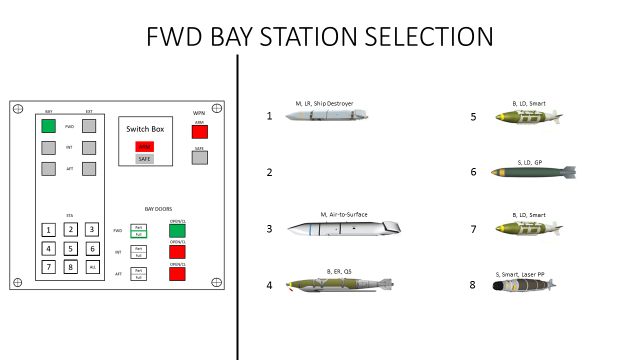 FWD BAY STATION SELECTION
BAY
EXT
WPN
FWD
ARM
Switch Box
ARM
SAFE
INT
SAFE
AFT
STA
BAY DOORS
1 2 3
4 5 6
7 8 ALL
OPEN/CL
FWD
Part
Full
OPEN/CL
INT
Part
Full
OPEN/CL
AFT
Part
Full
M, LR, Ship Destroyer
1
2
M, Air-to-Surface
3
B, ER, QS
4
B, LD, Smart
5
S, LD, GP
6
B, LD, Smart
7
S, Smart, Laser PP
8